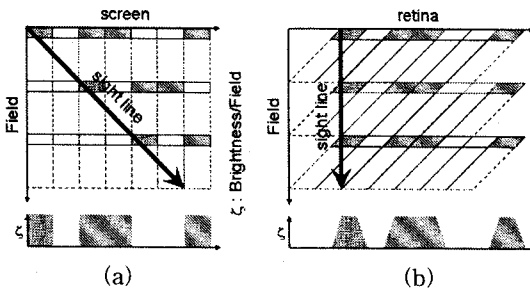 screen
sight line
Field
ζ
(a)
ζ : Brightness/Field
retina
sight line
Field
ζ
(b)